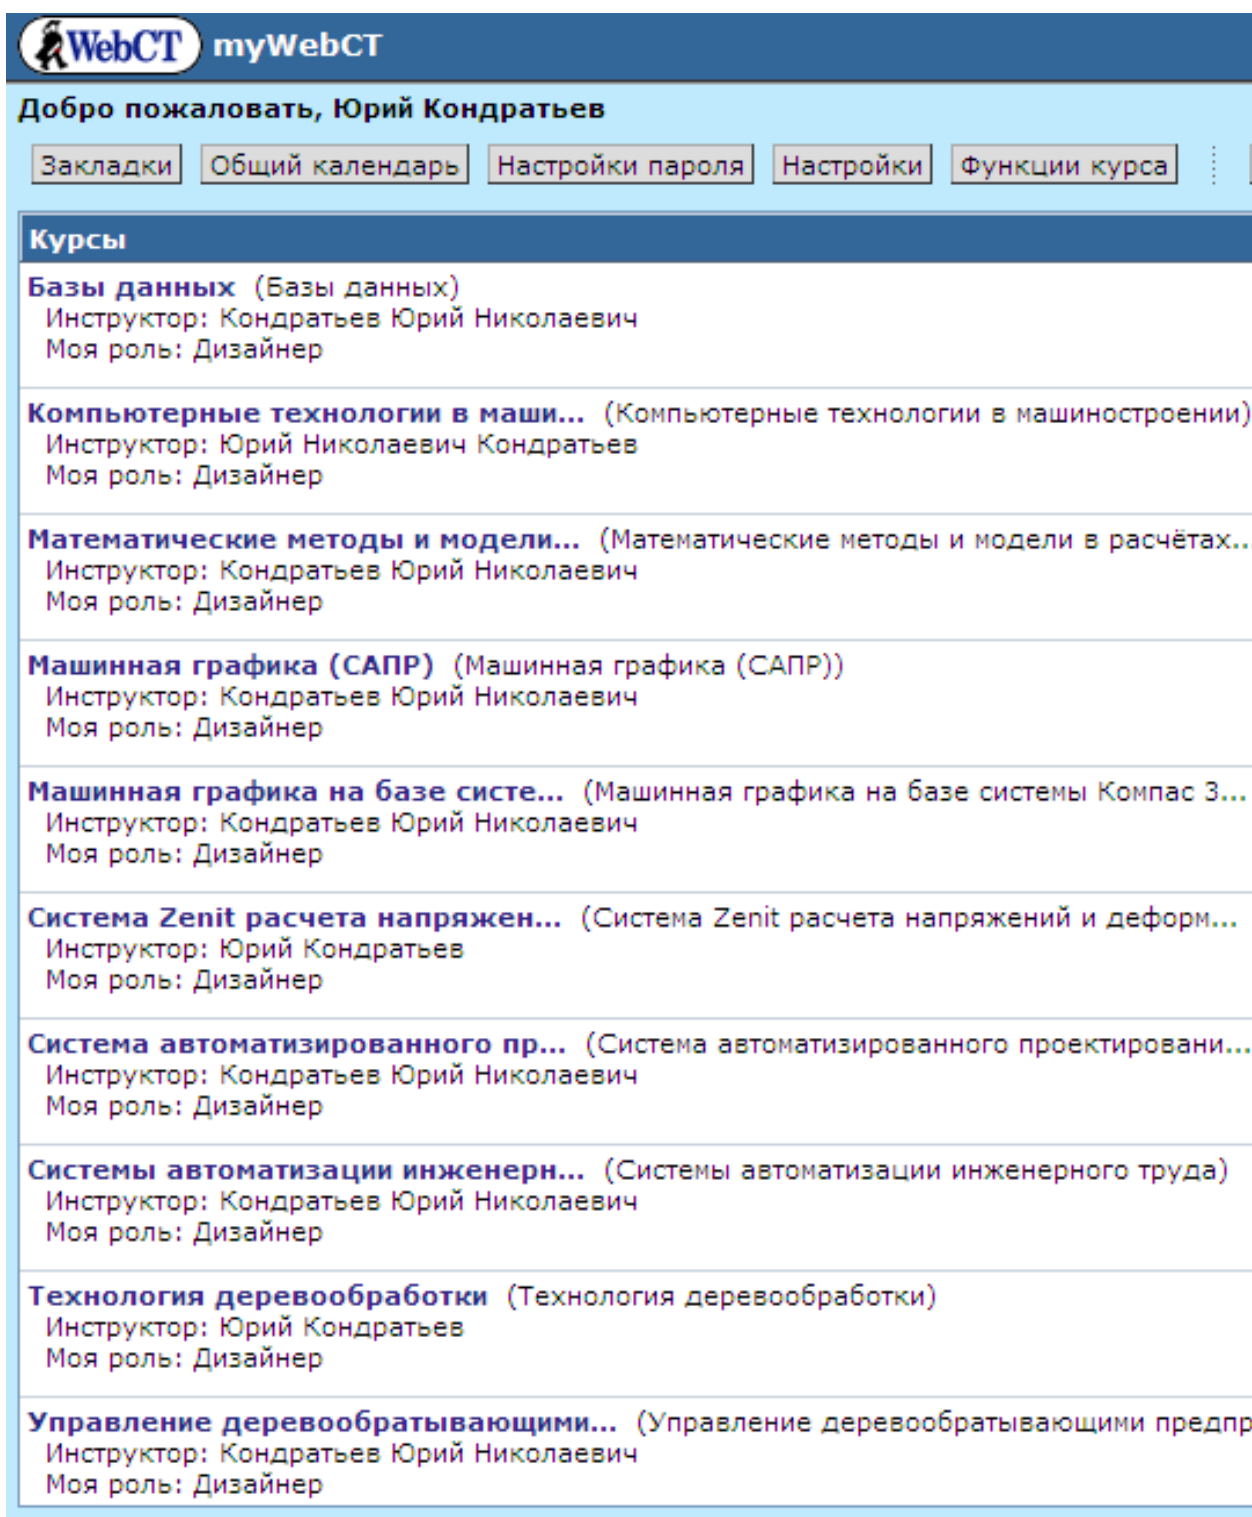 WebCT myWebCT
Добро пожаловать, Юрий Кондратьев
Закладки Общий календарь Настройки пароля Настройки Функции курса
Курсы
Базы данных (Базы данных)
Инструктор: Кондратьев Юрий Николаевич
Моя роль: Дизайнер
Компьютерные технологии в маши... (Компьютерные технологии в машиностроении)
Инструктор: Юрий Николаевич Кондратьев
Моя роль: Дизайнер
Математические методы и модели... (Математические методы и модели в расчётах...
Инструктор: Кондратьев Юрий Николаевич
Моя роль: Дизайнер
Машинная графика (САПР) (Машинная графика (САПР))
Инструктор: Кондратьев Юрий Николаевич
Моя роль: Дизайнер
Машинная графика на базе систе... (Машинная графика на базе системы Компас 3...
Инструктор: Кондратьев Юрий Николаевич
Моя роль: Дизайнер
Система Zenit расчета напряжен... (Система Zenit расчета напряжений и деформ...
Инструктор: Юрий Кондратьев
Моя роль: Дизайнер
Система автоматизированного пр... (Система автоматизированного проектировани...
Инструктор: Кондратьев Юрий Николаевич
Моя роль: Дизайнер
Системы автоматизации инженерн... (Системы автоматизации инженерного труда)
Инструктор: Кондратьев Юрий Николаевич
Моя роль: Дизайнер
Технология деревообработки (Технология деревообработки)
Инструктор: Юрий Кондратьев
Моя роль: Дизайнер
Управление деревообратывающими... (Управление деревообратывающими предпр
Инструктор: Кондратьев Юрий Николаевич
Моя роль: Дизайнер